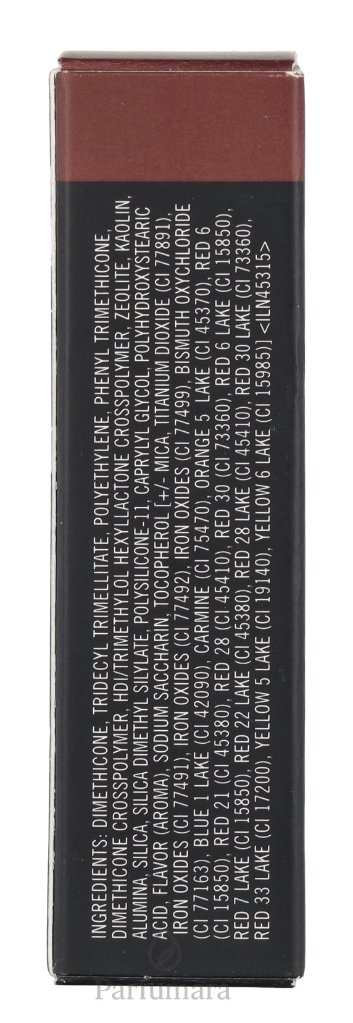 INGREDIENTS: DIMETHICONE, TRIDECYL TRIMELLITATE, POLYETHYLENE, PHENYL TRIMETHICONE,
DIMETHICONE CROSSPOLYMER, HDI/TRIMETHYLOL HEXYLLACTONE CROSSPOLYMER, ZEOLITE, KAOLIN,
ALUMINA, SILICA, SILICA DIMETHYL SILYLATE, POLYSILICONE-11, CAPRYLYL GLYCOL, POLYHYDROXYSTEARIC
ACID, FLAVOR (AROMA), SODIUM SACCHARIN, TOCOPHEROL [+/- MICA, TITANIUM DIOXIDE (CI 77891),
IRON OXIDES (CI 77491), IRON OXIDES (CI 77492), IRON OXIDES (CI 77499), BISMUTH OXYCHLORIDE
(CI 77163), BLUE 1 LAKE (CI 42090), CARMINE (CI 75470), ORANGE 5 LAKE (CI 45370), RED 6
(CI 15850), RED 21 (CI 45380), RED 28 (CI 45410), RED 30 (CI 73360), RED 6 LAKE (CI 15850),
RED 7 LAKE (CI 15850), RED 22 LAKE (CI 45380), RED 28 LAKE (CI 45410), RED 30 LAKE (CI 73360),
RED 33 LAKE (CI 17200), YELLOW 5 LAKE (CI 19140), YELLOW 6 LAKE (CI 15985)] <ILN45315>
Parfumara